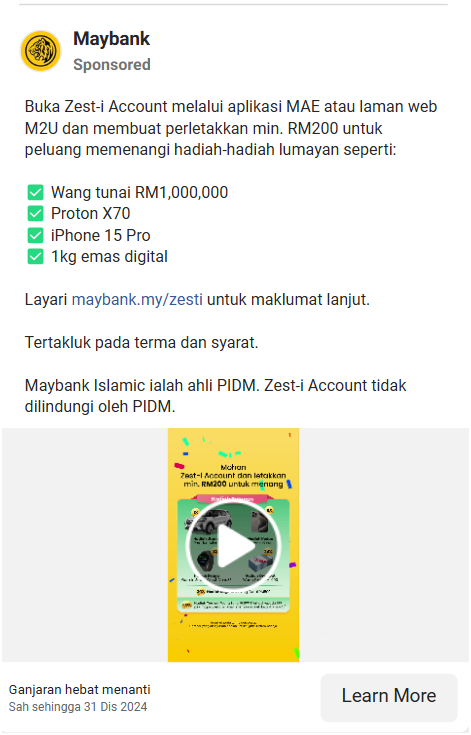 Maybank
Sponsored
Buka Zest-i Account melalui aplikasi MAE atau laman web
M2U dan membuat perletakkan min. RM200 untuk
peluang memenangi hadiah-hadiah lumayan seperti:
Wang tunai RM1,000,000
Proton X70
iPhone 15 Pro
1kg emas digital
Layari maybank.my/zesti untuk maklumat lanjut.
Tertakluk pada terma dan syarat.
Maybank Islamic ialah ahli PIDM. Zest-i Account tidak
dilindungi oleh PIDM.
Mohon
Zest-i Account dan letakkan
min. RM200 untuk menang
Ganjaran hebat menanti
Sah sehingga 31 Dis 2024
Learn More